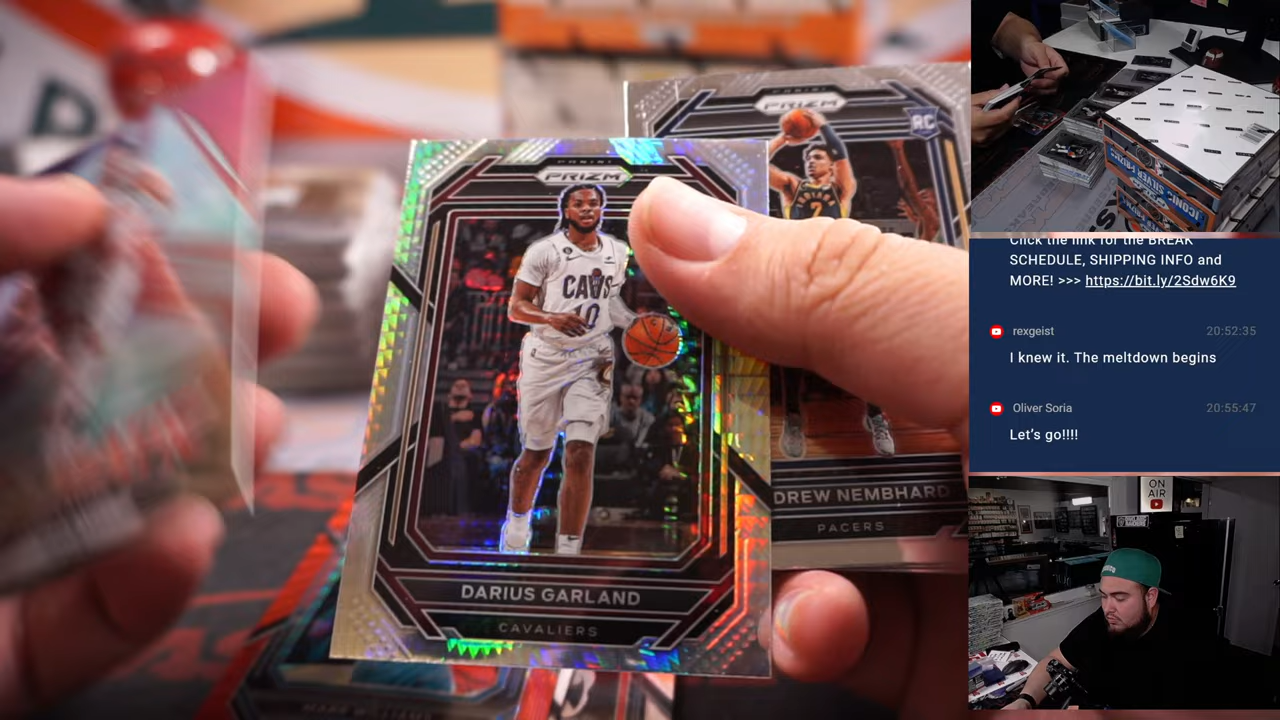 PANINI
PRIZM
CAVS
10
DARIUS GARLAND
CAVALIERS
PRIZM
RC
2
DREW NEMBHARD
PACERS
Click the link for the BREAK
SCHEDULE, SHIPPING INFO and
MORE! >>> https://bit.ly/2Sdw6K9
rexgeist 20:52:35
I knew it. The meltdown begins
Oliver Soria 20:55:47
Let's go!!!!
ON
AIR